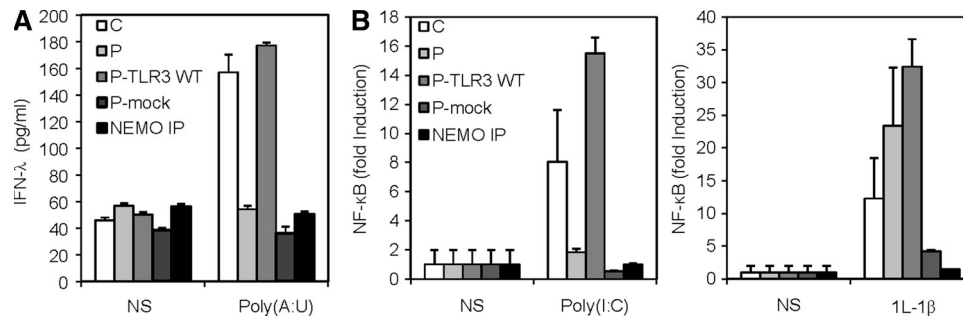 A
IFN-λ (pg/ml)
200
180
160
140
120
100
80
60
40
20
0
C
P
P-TLR3 WT
P-mock
NEMO IP
NS
Poly(A:U)
B
NF-κB (fold Induction)
18
16
14
12
10
8
6
4
2
0
C
P
P-TLR3 WT
P-mock
NEMO IP
NS
Poly(I:C)
NF-κB (fold Induction)
40
35
30
25
20
15
10
5
0
NS
1L-1β